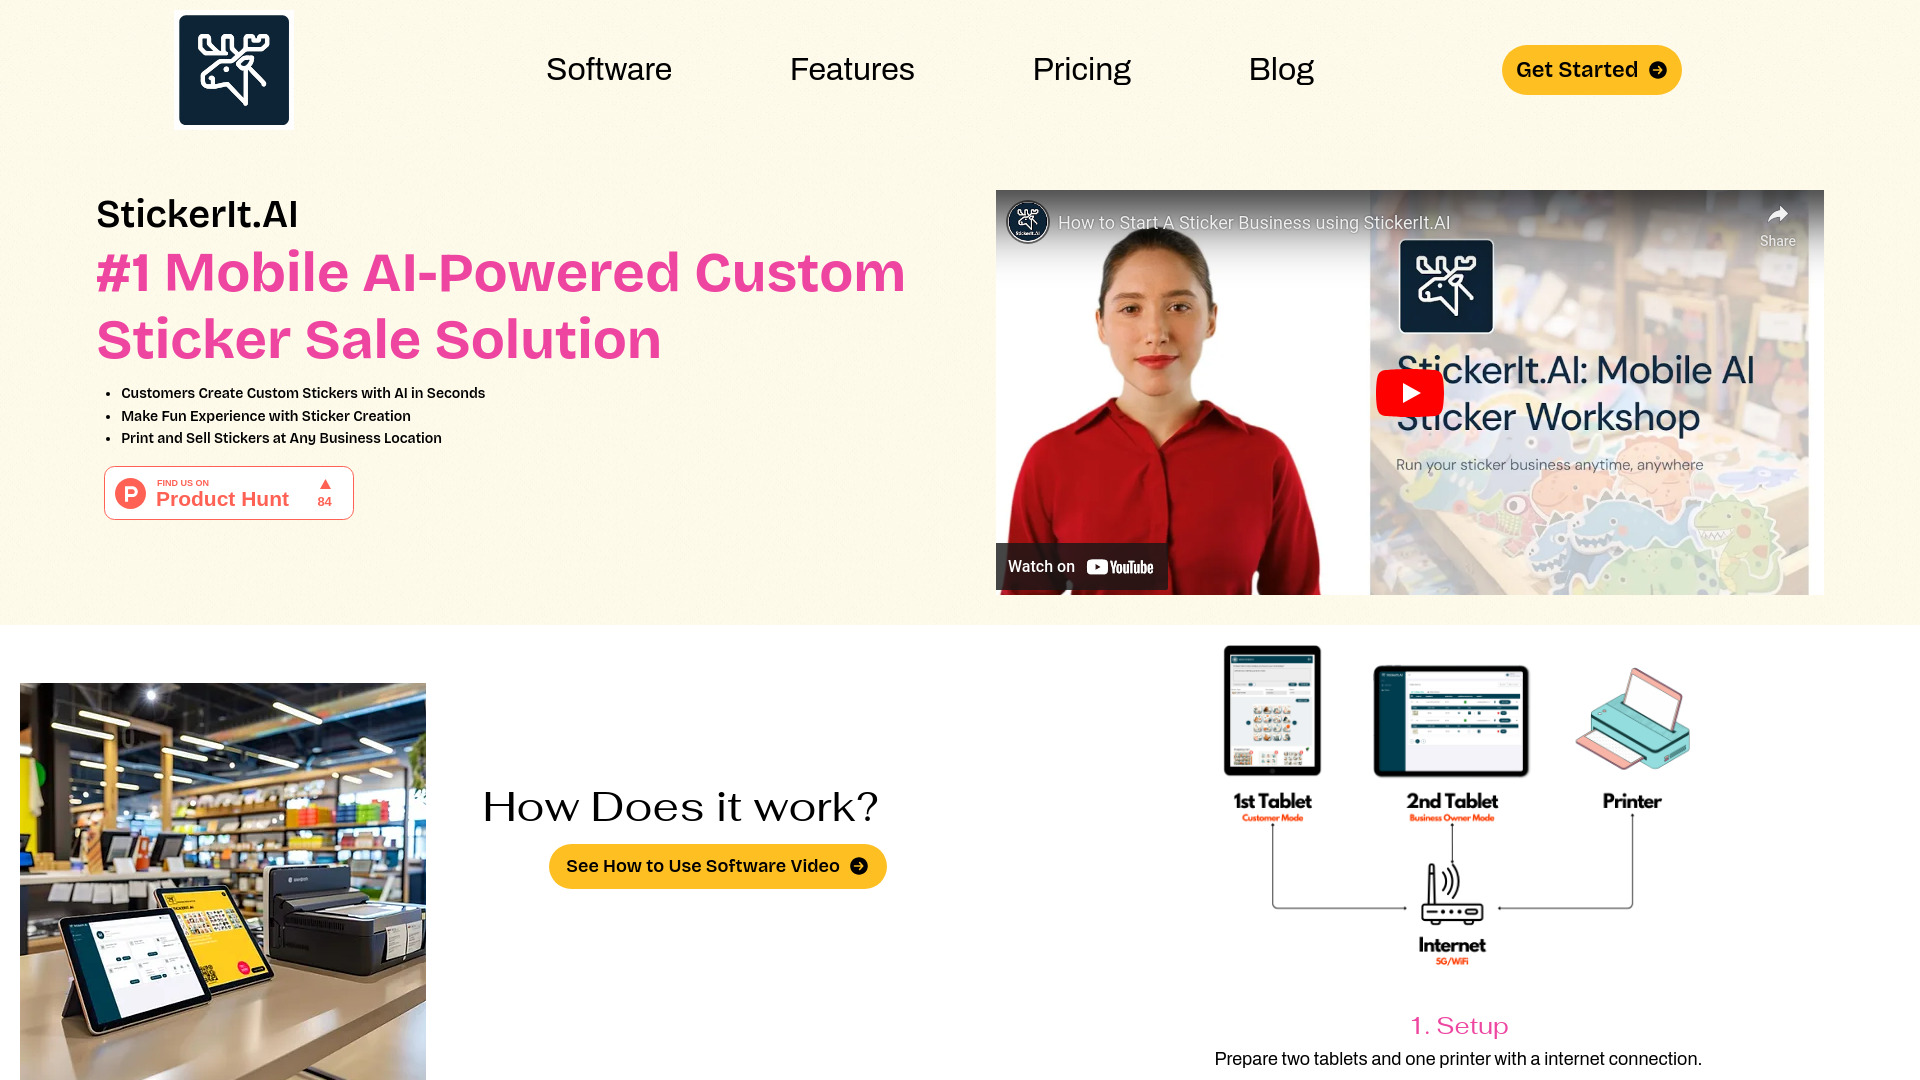 Software
Features
Pricing
Blog
Get Started
StickerIt.AI
#1 Mobile AI-Powered Custom
Sticker Sale Solution
Customers Create Custom Stickers with AI in Seconds
Make Fun Experience with Sticker Creation
Print and Sell Stickers at Any Business Location
FIND US ON
Product Hunt
84
How to Start A Sticker Business using StickerIt.AI
Share
StickerIt.AI: Mobile AI
Sticker Workshop
Run your sticker business anytime, anywhere
Watch on YouTube
How Does it work?
See How to Use Software Video
1st Tablet
Customer Mode
2nd Tablet
Business Owner Mode
Printer
Internet
5G/WiFi
1. Setup
Prepare two tablets and one printer with a internet connection.